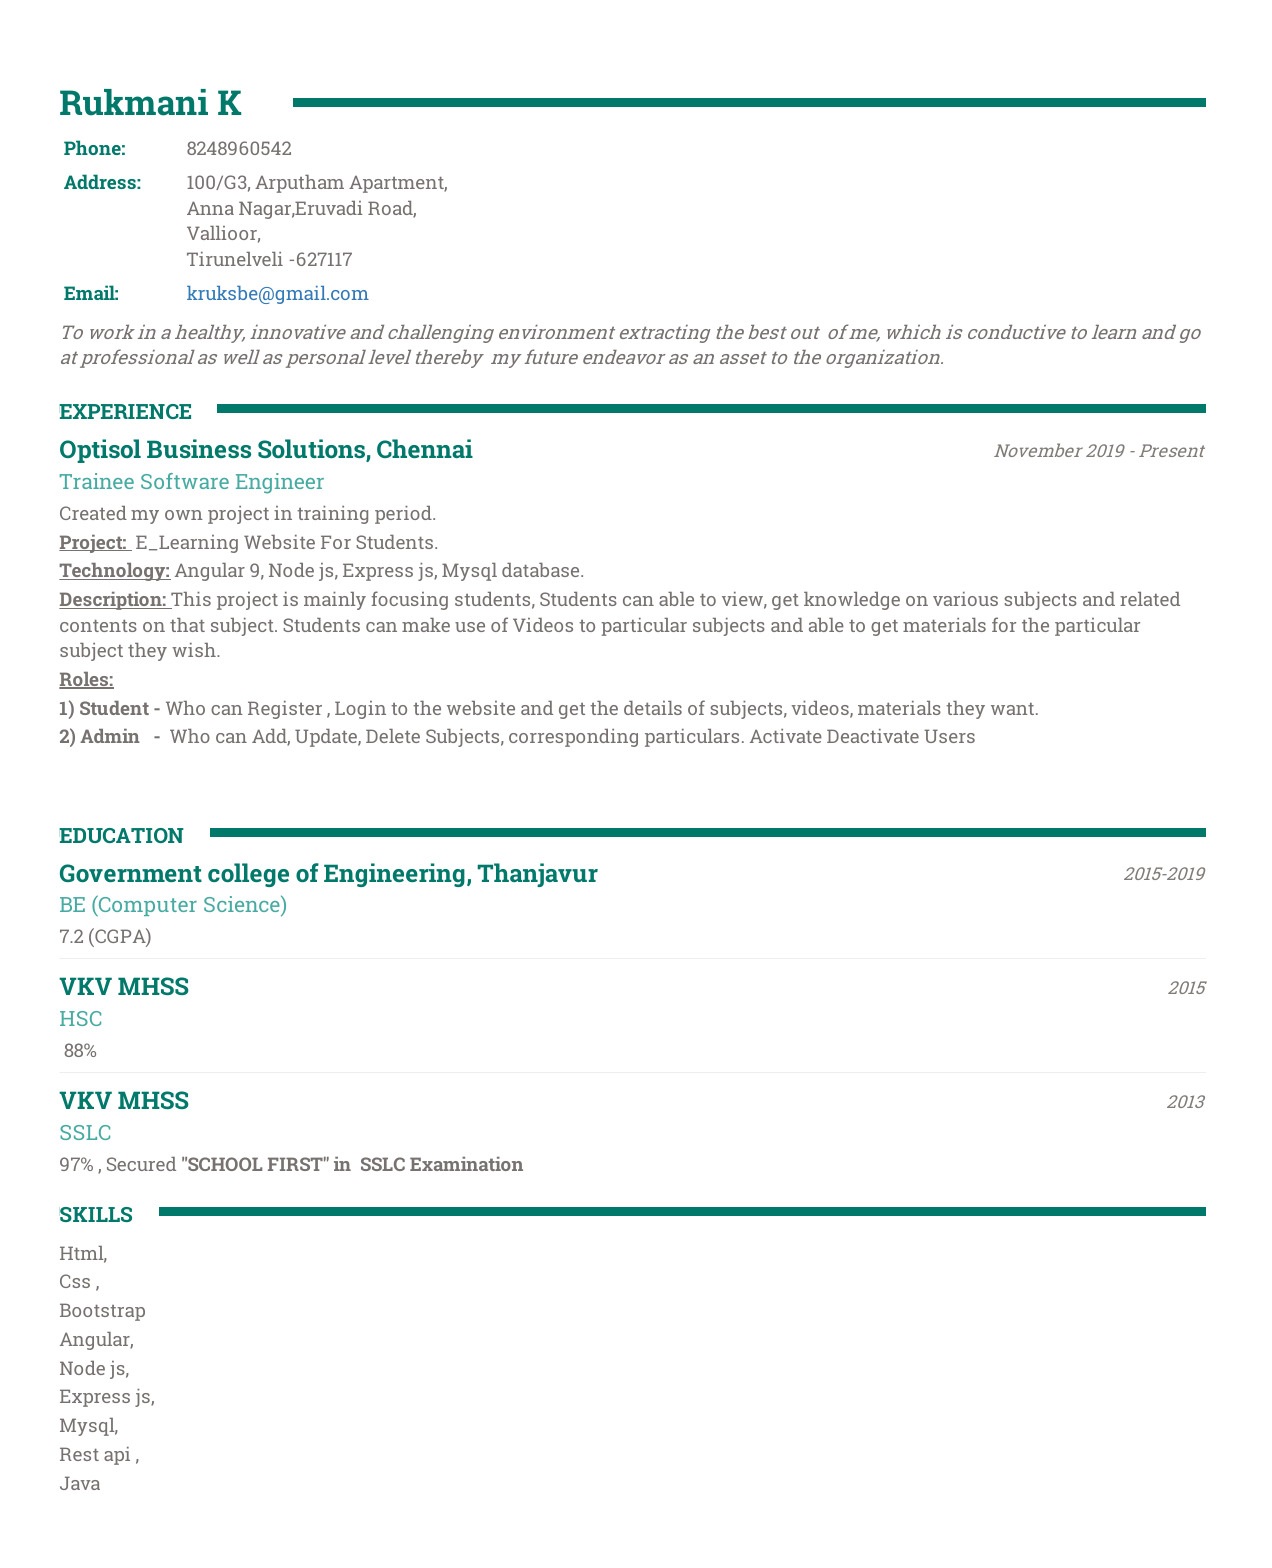 Rukmani K
Phone: 8248960542
Address: 100/G3, Arputham Apartment,
Anna Nagar,Eruvadi Road,
Vallioor,
Tirunelveli -627117
Email: kruksbe@gmail.com
To work in a healthy, innovative and challenging environment extracting the best out of me, which is conductive to learn and go
at professional as well as personal level thereby my future endeavor as an asset to the organization.
EXPERIENCE
Optisol Business Solutions, Chennai November 2019 - Present
Trainee Software Engineer
Created my own project in training period.
Project: E_Learning Website For Students.
Technology: Angular 9, Node js, Express js, Mysql database.
Description: This project is mainly focusing students, Students can able to view, get knowledge on various subjects and related
contents on that subject. Students can make use of Videos to particular subjects and able to get materials for the particular
subject they wish.
Roles:
1) Student - Who can Register , Login to the website and get the details of subjects, videos, materials they want.
2) Admin - Who can Add, Update, Delete Subjects, corresponding particulars. Activate Deactivate Users
EDUCATION
Government college of Engineering, Thanjavur 2015-2019
BE (Computer Science)
7.2 (CGPA)
VKV MHSS 2015
HSC
88%
VKV MHSS 2013
SSLC
97% , Secured "SCHOOL FIRST" in SSLC Examination
SKILLS
Html,
Css ,
Bootstrap
Angular,
Node js,
Express js,
Mysql,
Rest api ,
Java